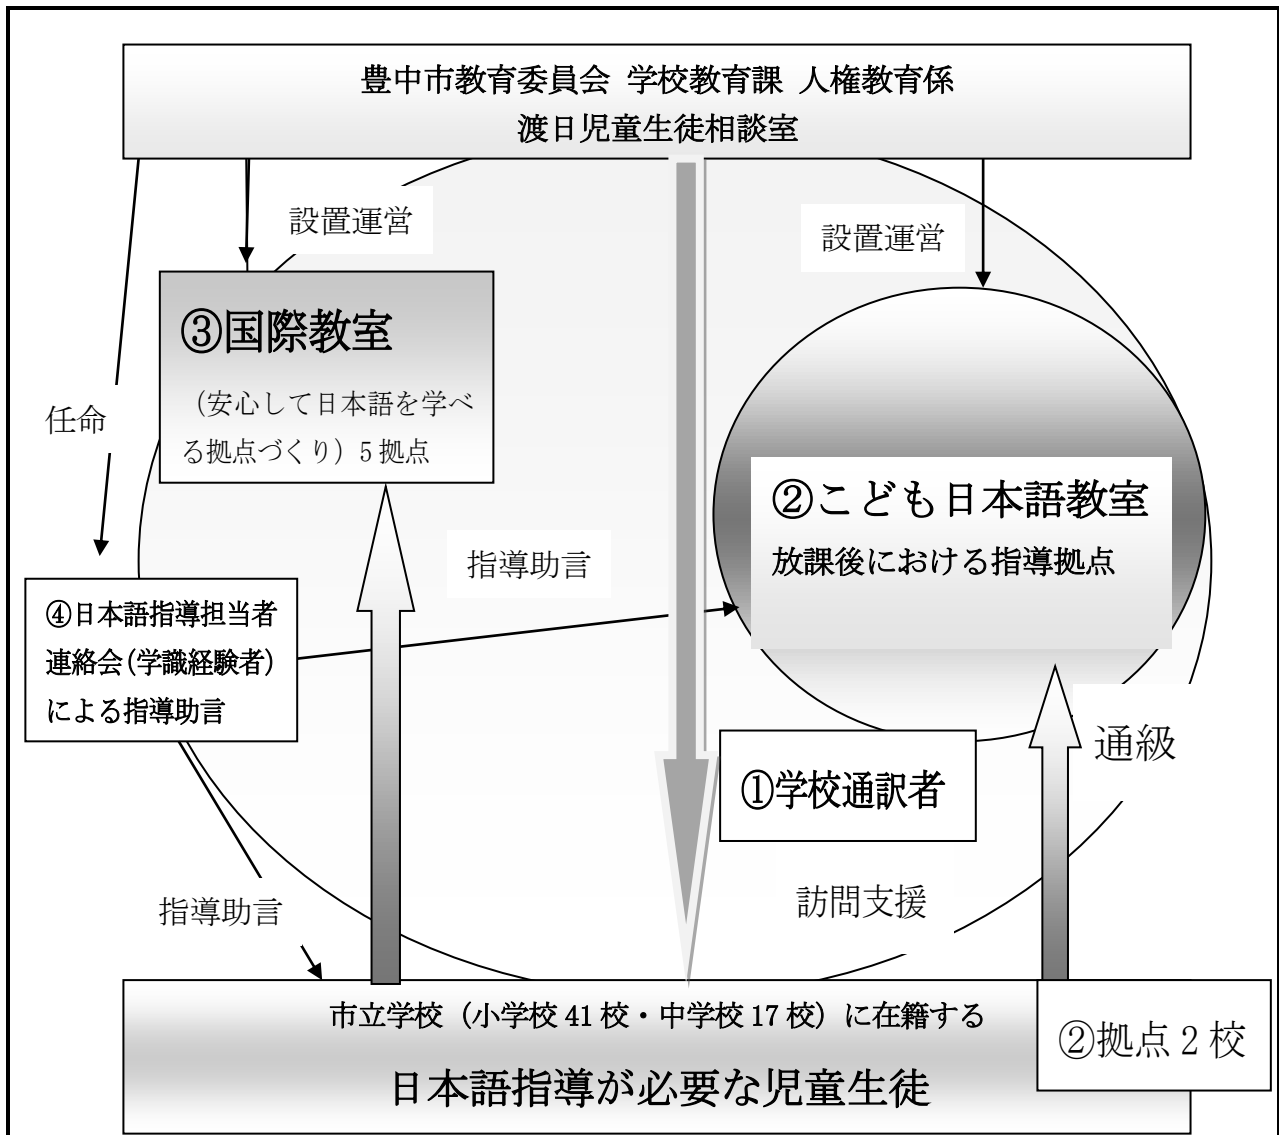 豊中市教育委員会 学校教育課 人権教育係
渡日児童生徒相談室
設置運営
設置運営
③国際教室
（安心して日本語を学べ
る拠点づくり）5拠点
任命
②こども日本語教室
放課後における指導拠点
指導助言
④日本語指導担当者
連絡会(学識経験者)
による指導助言
通級
①学校通訳者
訪問支援
指導助言
市立学校（小学校41校・中学校17校）に在籍する
②拠点2校
日本語指導が必要な児童生徒